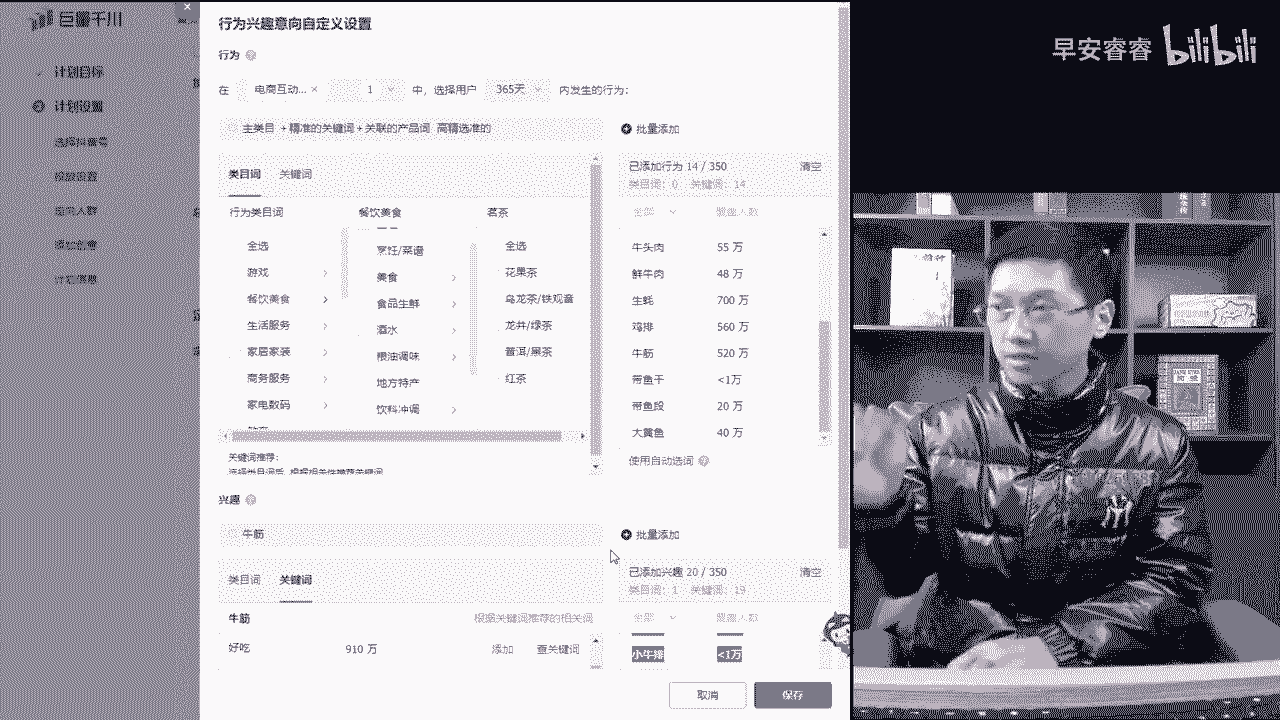 巨量千川
计划目标
计划设置
选择抖音号
投放设置
定向人群
行为兴趣意向自定义设置
行为
在 电商互动... × 1 中，选择用户 365天 内发生的行为：
主类目 +精准的关键词+关联的产品词 高精选准的
批量添加
类目词 关键词
已添加行为 14 / 350 清空
类目词：0 关键词：14
行为类目词 餐饮美食 茗茶
全部 覆盖人数
全选 烹饪/菜谱 全选
游戏 美食 花果茶
餐饮美食 食品生鲜 乌龙茶/铁观音
生活服务 酒水 龙井/绿茶
家居家装 粮油调味 普洱/黑茶
商务服务 地方特产 红茶
家电数码 饮料冲调
牛头肉 55 万
鲜牛肉 48 万
生蚝 700 万
鸡排 560 万
牛筋 520 万
带鱼干 <1万
带鱼段 20 万
大黄鱼 40 万
关键词推荐：
选择类目词后，根据相关性推荐关键词
使用自动选词
兴趣
牛筋
批量添加
类目词 关键词
已添加兴趣 20 / 350 清空
类目词：1 关键词：19
牛筋 根据关键词推荐的相关词
全部 覆盖人数
好吃 910 万 添加 查关键词
小牛排 <1万
取消 保存
早安睿睿 bilibili